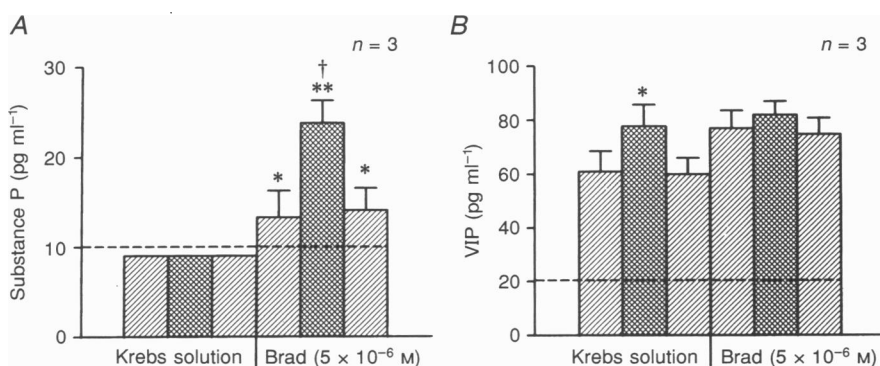 A
n = 3
Substance P (pg ml⁻¹)
30
20
10
0
†
**
*
*
Krebs solution
Brad (5 × 10⁻⁶ M)
B
n = 3
VIP (pg ml⁻¹)
100
80
60
40
20
0
*
Krebs solution
Brad (5 × 10⁻⁶ M)